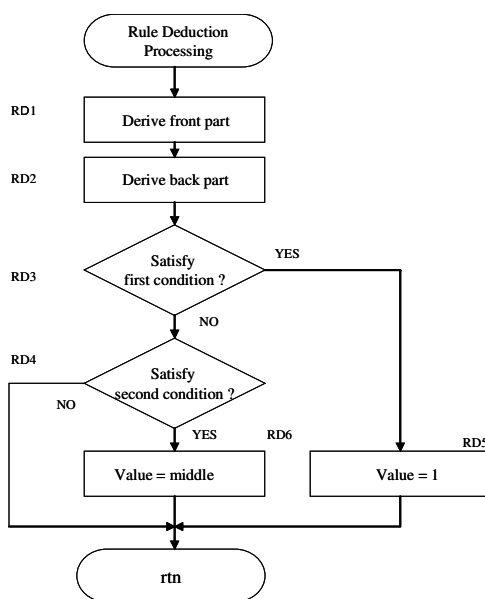 Rule Deduction
Processing
RD1
Derive front part
RD2
Derive back part
RD3
Satisfy
first condition ?
YES
NO
RD4
Satisfy
second condition ?
NO
YES
RD6
RD5
Value = middle
Value = 1
rtn